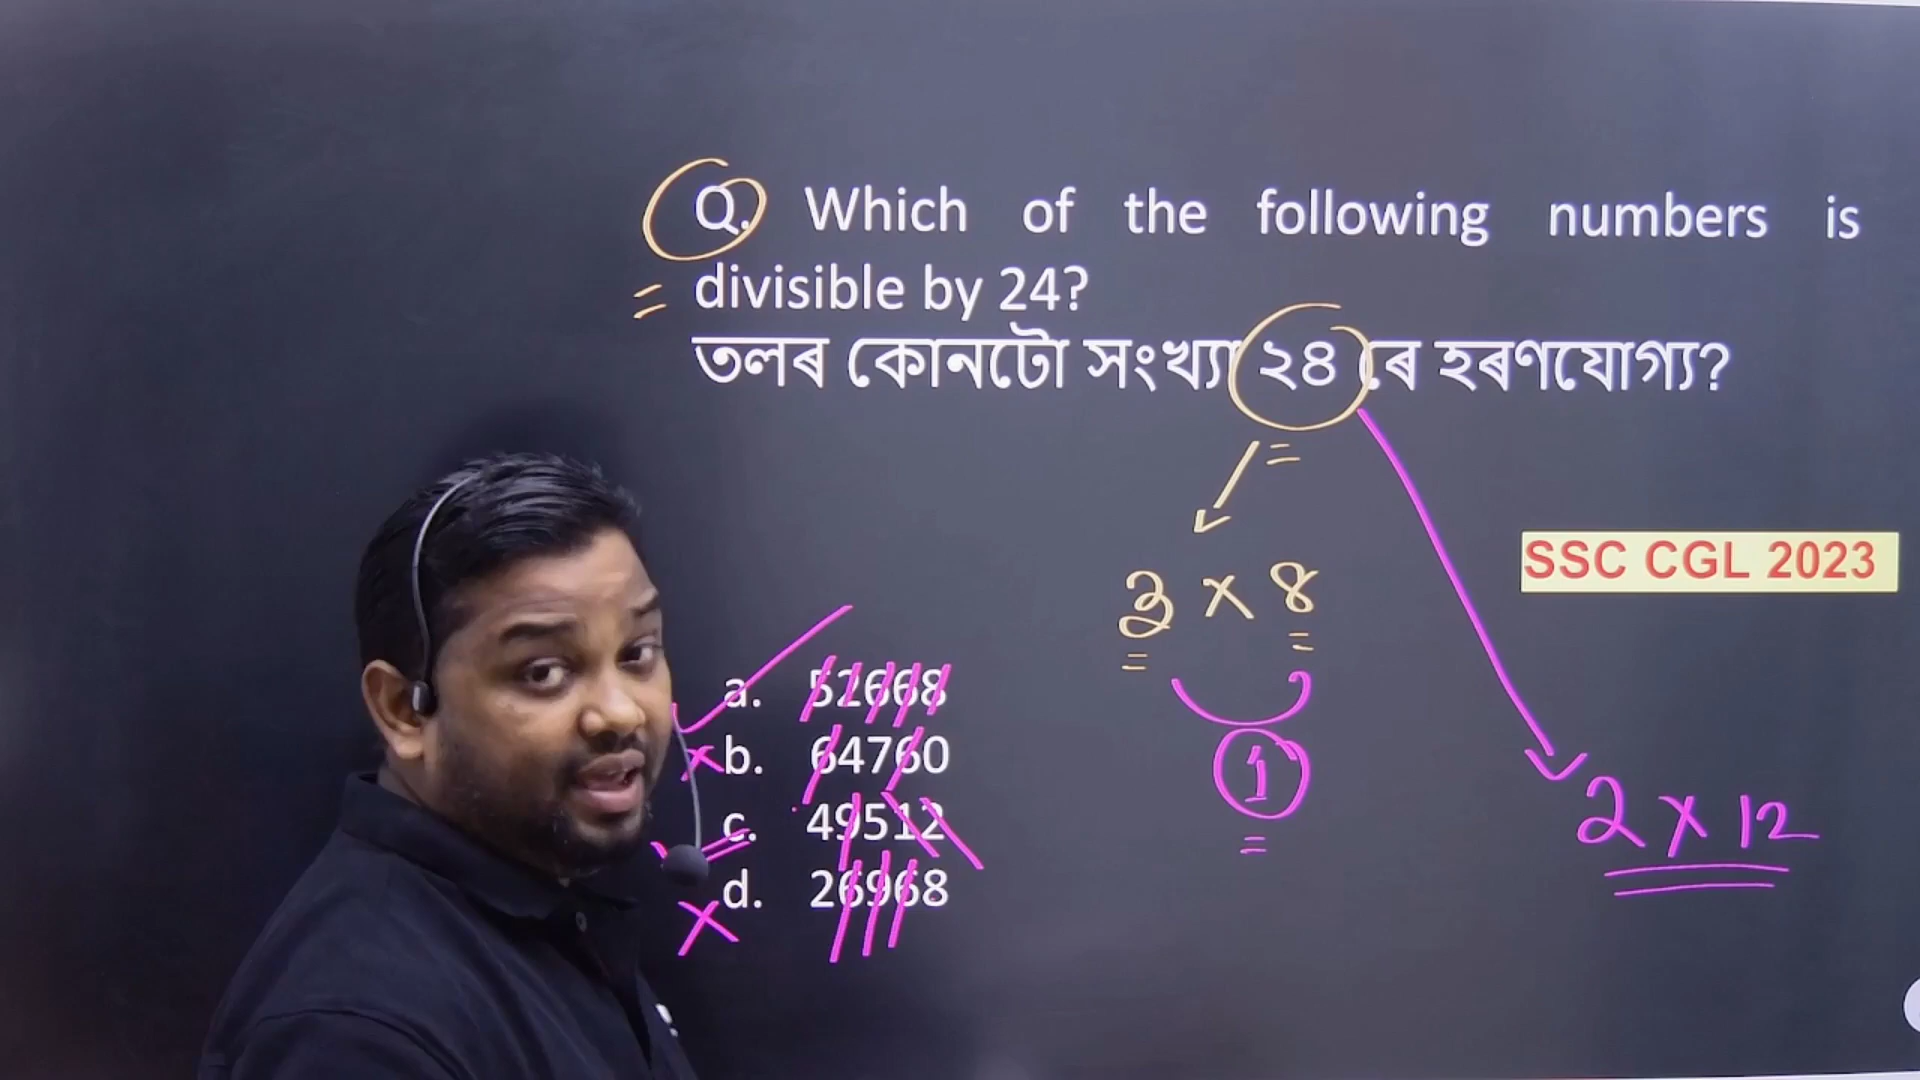 Q. Which of the following numbers is
divisible by 24?
তলৰ কোনটো সংখ্যা ২৪ ৰে হৰণযোগ্য?
SSC CGL 2023
3 x 8
a. 52668
b. 64760
1
c. 49512
2 x 12
d. 26968